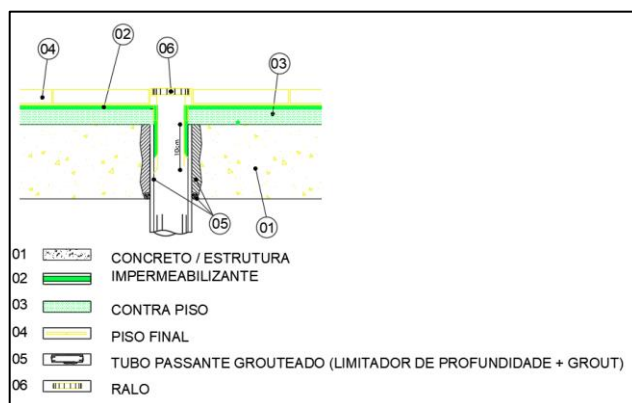 04
02
06
03
10cm
05
01
01 CONCRETO / ESTRUTURA
02 IMPERMEABILIZANTE
03 CONTRA PISO
04 PISO FINAL
05 TUBO PASSANTE GROUTEADO (LIMITADOR DE PROFUNDIDADE + GROUT)
06 RALO